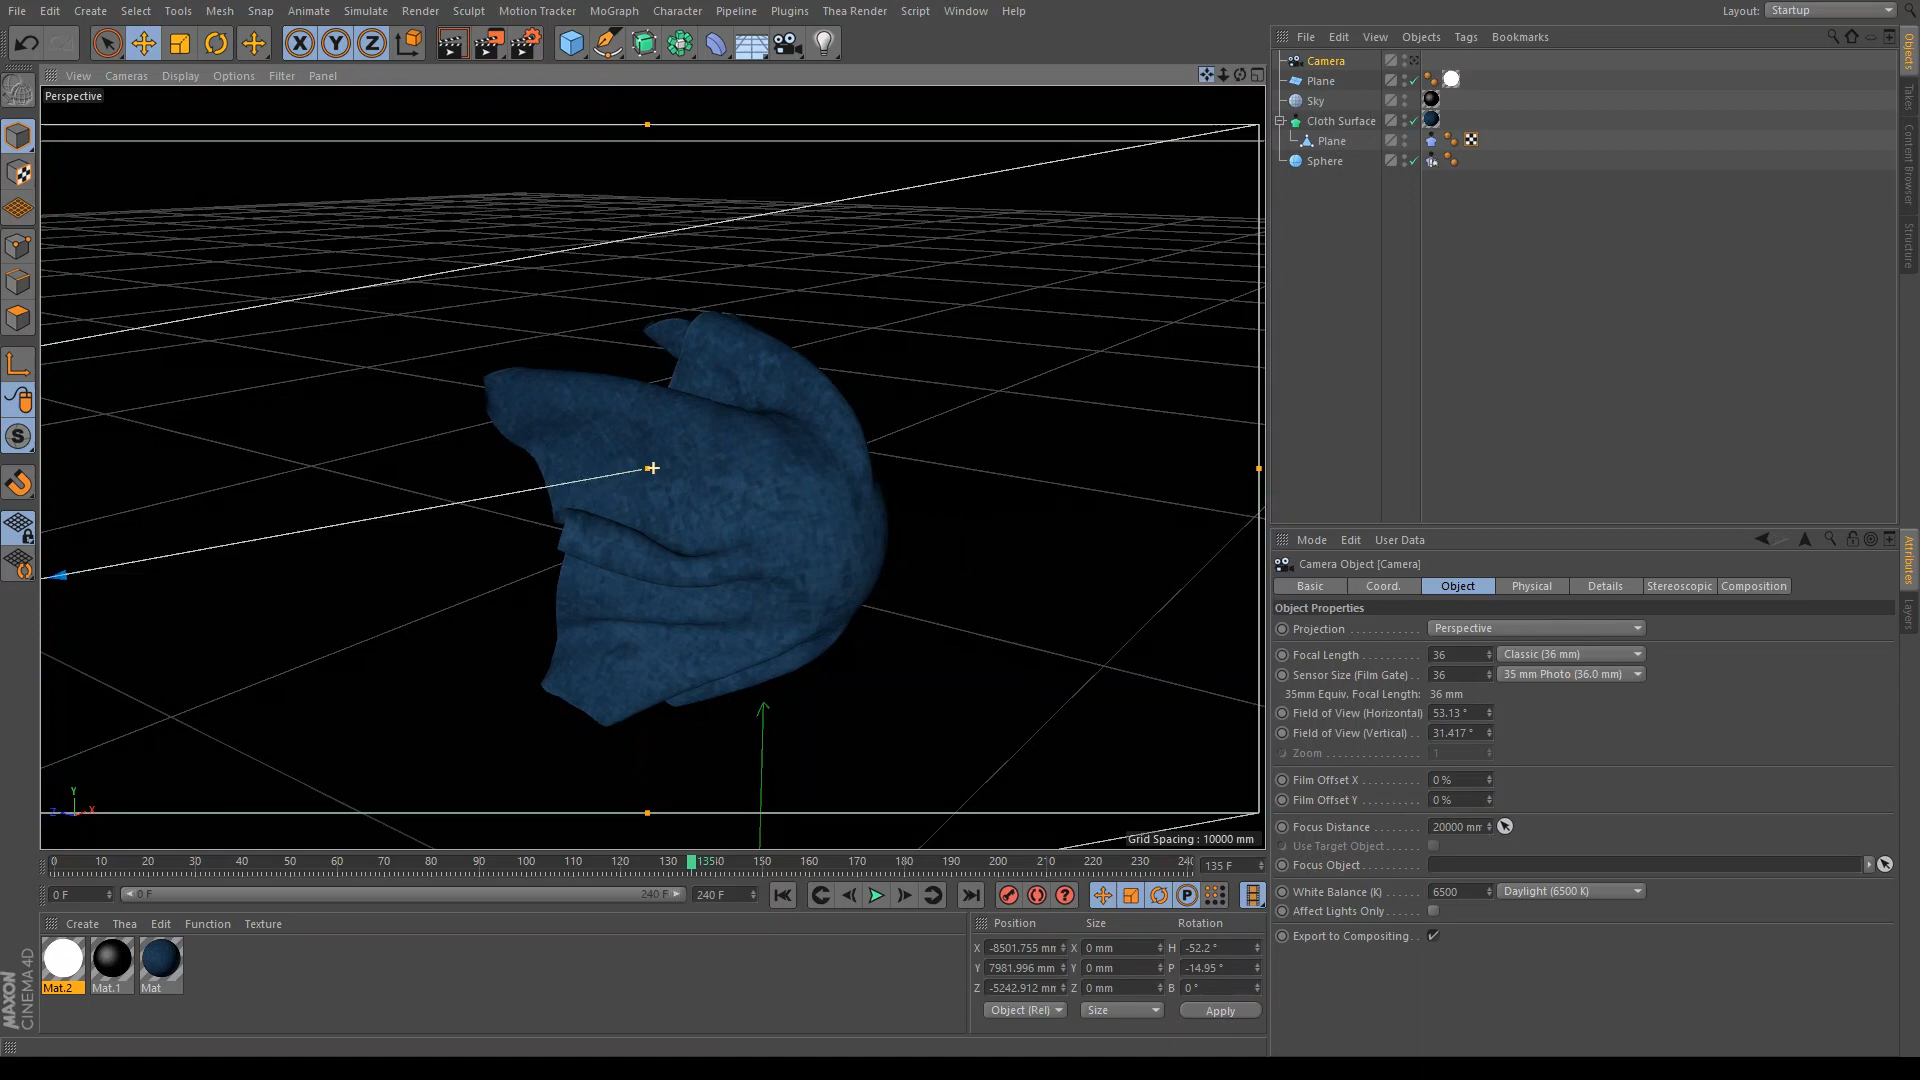 File Edit Create Select Tools Mesh Snap Animate Simulate Render Sculpt Motion Tracker MoGraph Character Pipeline Plugins Thea Render Script Window Help
Layout: Startup
X Y Z
File Edit View Objects Tags Bookmarks
View Cameras Display Options Filter Panel
Perspective
Camera
Plane
Sky
Cloth Surface
Plane
Sphere
Objects
Takes
Content Browser
Structure
S
Mode Edit User Data
Camera Object [Camera]
Basic Coord. Object Physical Details Stereoscopic Composition
Object Properties
Projection Perspective
Focal Length 36 Classic (36 mm)
Sensor Size (Film Gate) 36 35 mm Photo (36.0 mm)
35mm Equiv. Focal Length: 36 mm
Field of View (Horizontal) 53.13 °
Field of View (Vertical) 31.417 °
Zoom 1
Film Offset X 0 %
Film Offset Y 0 %
Focus Distance 20000 mm
Use Target Object
Focus Object
White Balance (K) 6500 Daylight (6500 K)
Affect Lights Only
Export to Compositing
Attributes
Layers
Y
Z X
Grid Spacing : 10000 mm
0 10 20 30 40 50 60 70 80 90 100 110 120 130 135 140 150 160 170 180 190 200 210 220 230 240
135 F
0 F 0 F 240 F 240 F
P
Create Thea Edit Function Texture
Mat.2 Mat.1 Mat
Position Size Rotation
X -8501.755 mm X 0 mm H -52.2 °
Y 7981.996 mm Y 0 mm P -14.95 °
Z -5242.912 mm Z 0 mm B 0 °
Object (Rel) Size Apply
MAXON
CINEMA 4D